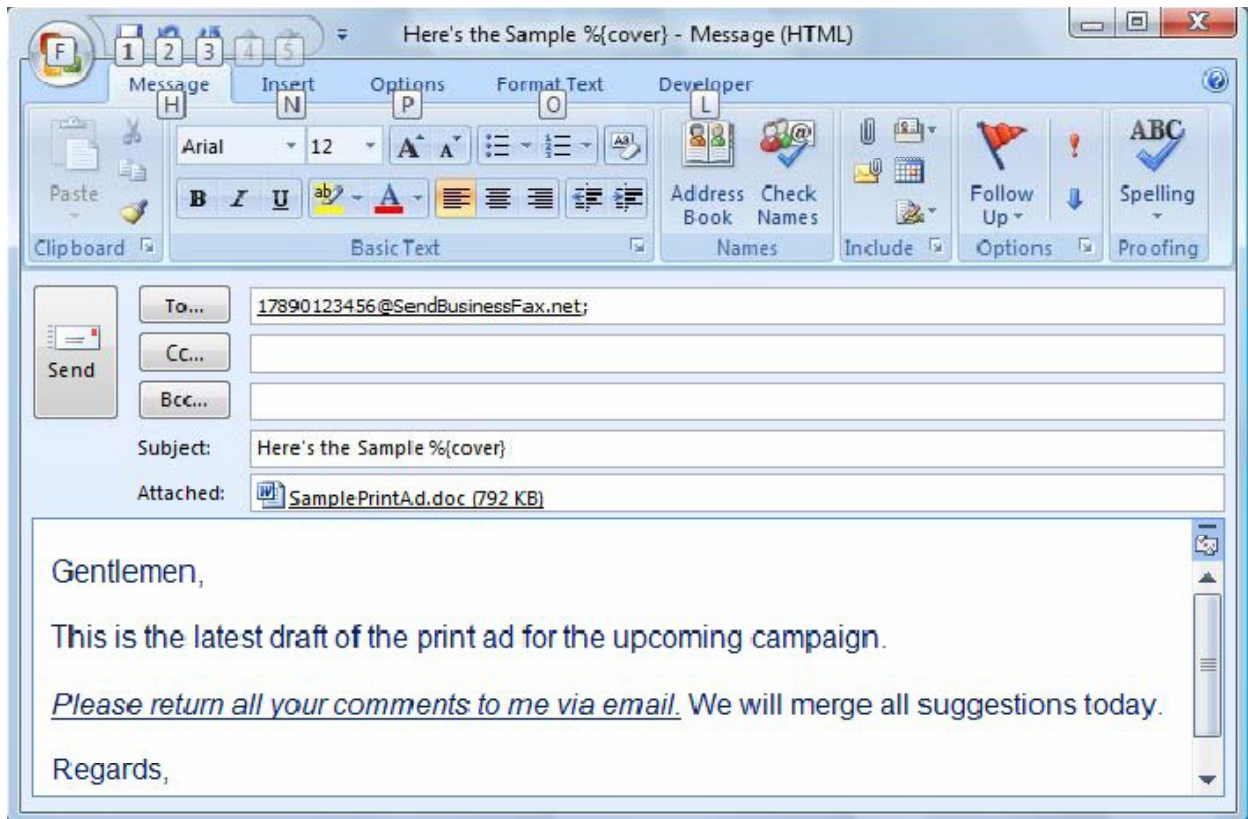 Here's the Sample %{cover} - Message (HTML)
F 1 2 3 4 5
Message Insert Options Format Text Developer
H N P O L
Paste
Clipboard
Arial 12 A A Aa
B I U ab A
Basic Text
Address Book
Check Names
Names
Include
Follow Up
Options
ABC
Spelling
Proofing
Send
To... 17890123456@SendBusinessFax.net;
Cc...
Bcc...
Subject: Here's the Sample %{cover}
Attached: SamplePrintAd.doc (792 KB)
Gentlemen,
This is the latest draft of the print ad for the upcoming campaign.
Please return all your comments to me via email. We will merge all suggestions today.
Regards,